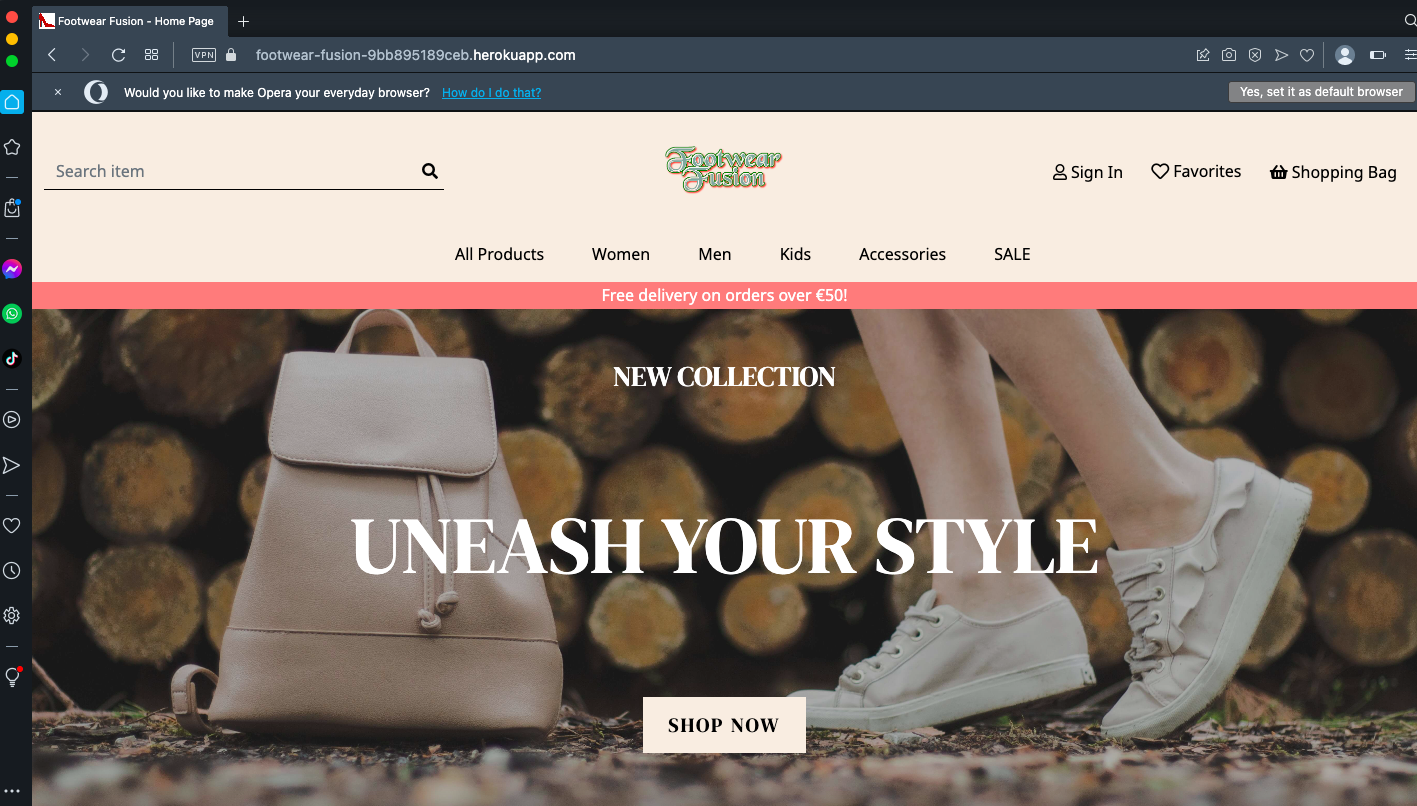 Footwear Fusion - Home Page
VPN
footwear-fusion-9bb895189ceb.herokuapp.com
Would you like to make Opera your everyday browser? How do I do that?
Yes, set it as default browser
Search item
Footwear
Fusion
Sign In
Favorites
Shopping Bag
All Products Women Men Kids Accessories SALE
Free delivery on orders over €50!
NEW COLLECTION
UNEASH YOUR STYLE
SHOP NOW